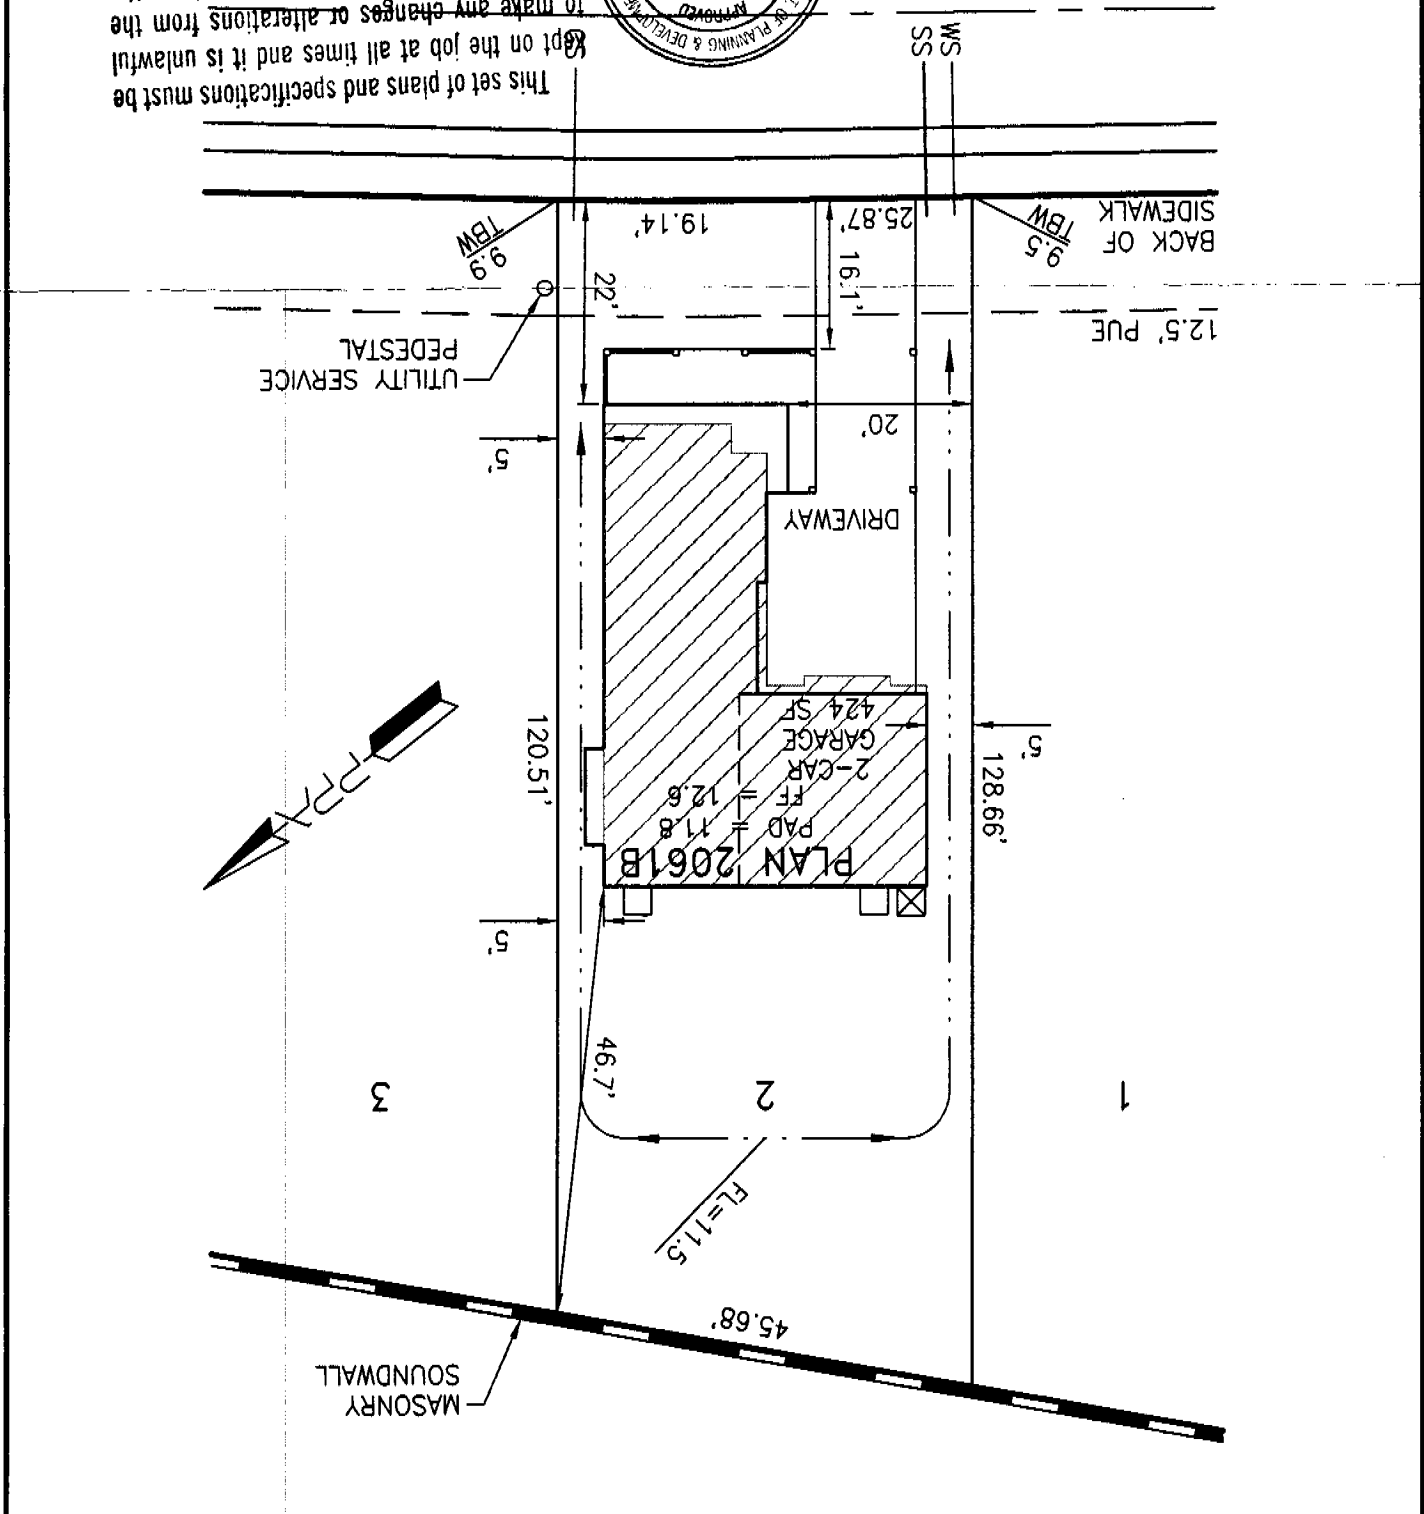 MASONRY
SOUNDWALL
45.68'
FL=11.5
1
2
3
46.7'
5'
PLAN 2061B
PAD = 11.8
FF = 12.6
2-CAR
GARAGE
424 SF
5'
128.66'
120.51'
DRIVEWAY
20'
5'
UTILITY SERVICE
PEDESTAL
12.5' PUE
16.1'
22'
BACK OF
SIDEWALK
9.5
TBW
25.87'
19.14'
9.9
TBW
WS
SS
This set of plans and specifications must be
kept on the job at all times and it is unlawful
to make any changes or alterations from the
OF PLANNING & DEVELOPME
APPROVED